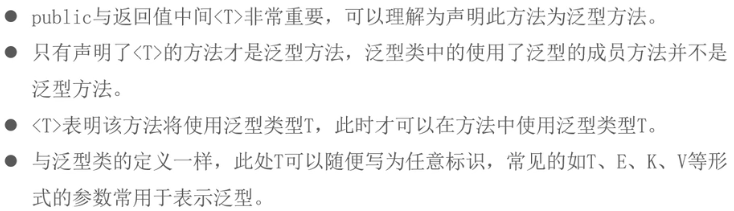 ● public与返回值中间<T>非常重要，可以理解为声明此方法为泛型方法。
● 只有声明了<T>的方法才是泛型方法，泛型类中的使用了泛型的成员方法并不是
泛型方法。
● <T>表明该方法将使用泛型类型T，此时才可以在方法中使用泛型类型T。
● 与泛型类的定义一样，此处T可以随便写为任意标识，常见的如T、E、K、V等形
式的参数常用于表示泛型。